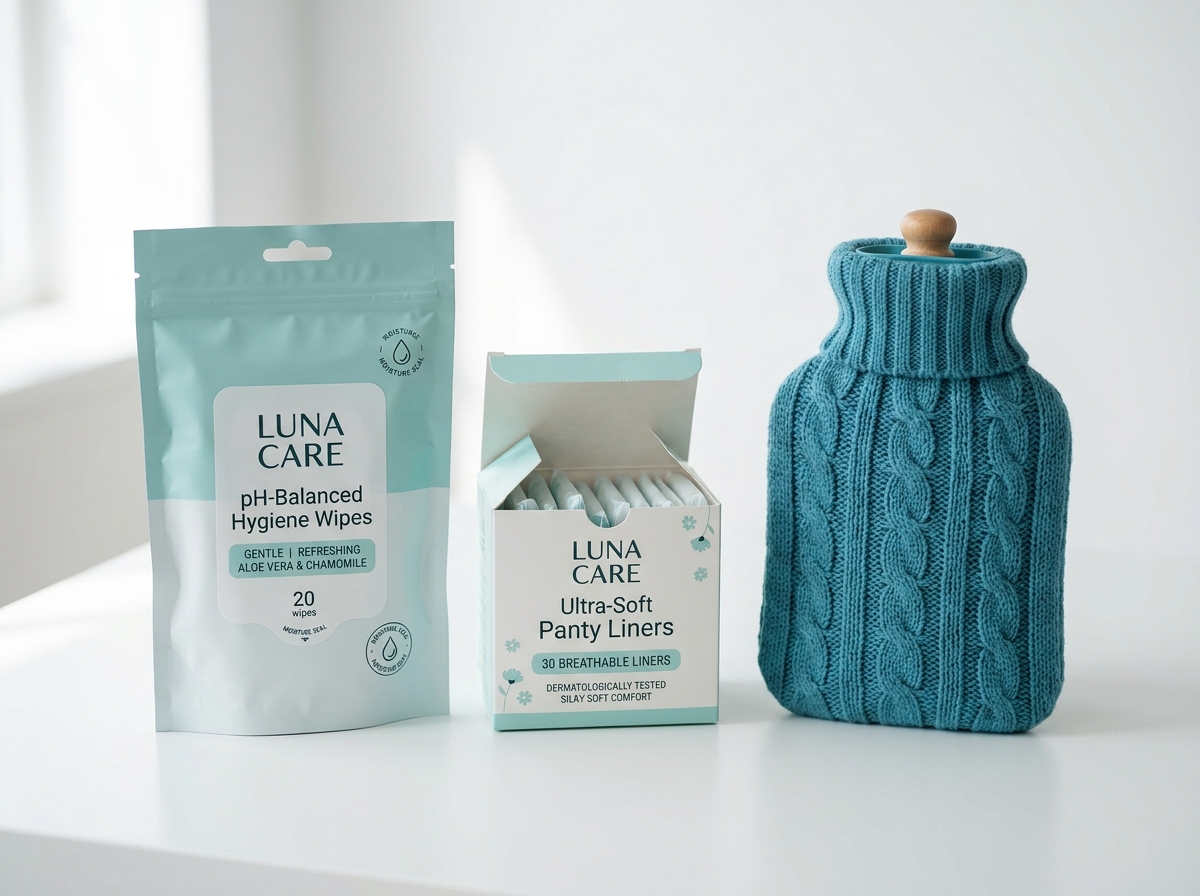 LUNA
CARE
pH-Balanced
Hygiene Wipes
GENTLE | REFRESHING
ALOE VERA & CHAMOMILE
20
wipes
MOISTURE SEAL
LUNA
CARE
Ultra-Soft
Panty Liners
30 BREATHABLE LINERS
DERMATOLOGICALLY TESTED
SILAY SOFT COMFORT